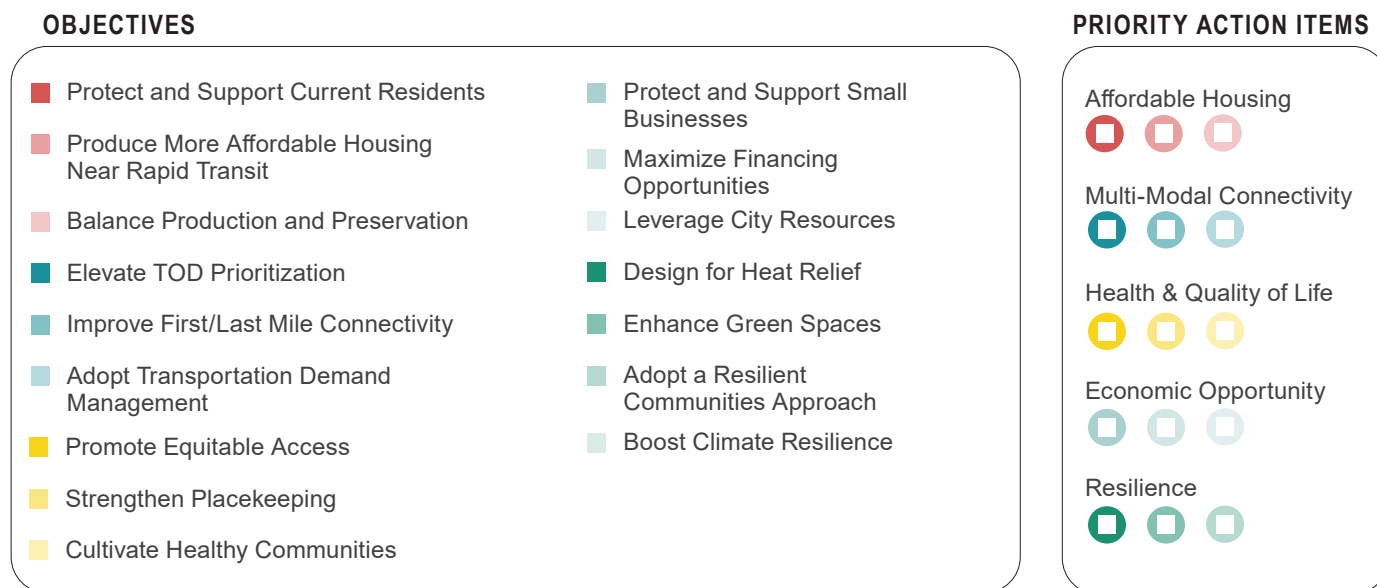 OBJECTIVES
Protect and Support Current Residents
Produce More Affordable Housing
Near Rapid Transit
Balance Production and Preservation
Elevate TOD Prioritization
Improve First/Last Mile Connectivity
Adopt Transportation Demand
Management
Promote Equitable Access
Strengthen Placekeeping
Cultivate Healthy Communities
Protect and Support Small
Businesses
Maximize Financing
Opportunities
Leverage City Resources
Design for Heat Relief
Enhance Green Spaces
Adopt a Resilient
Communities Approach
Boost Climate Resilience
PRIORITY ACTION ITEMS
Affordable Housing
Multi-Modal Connectivity
Health & Quality of Life
Economic Opportunity
Resilience